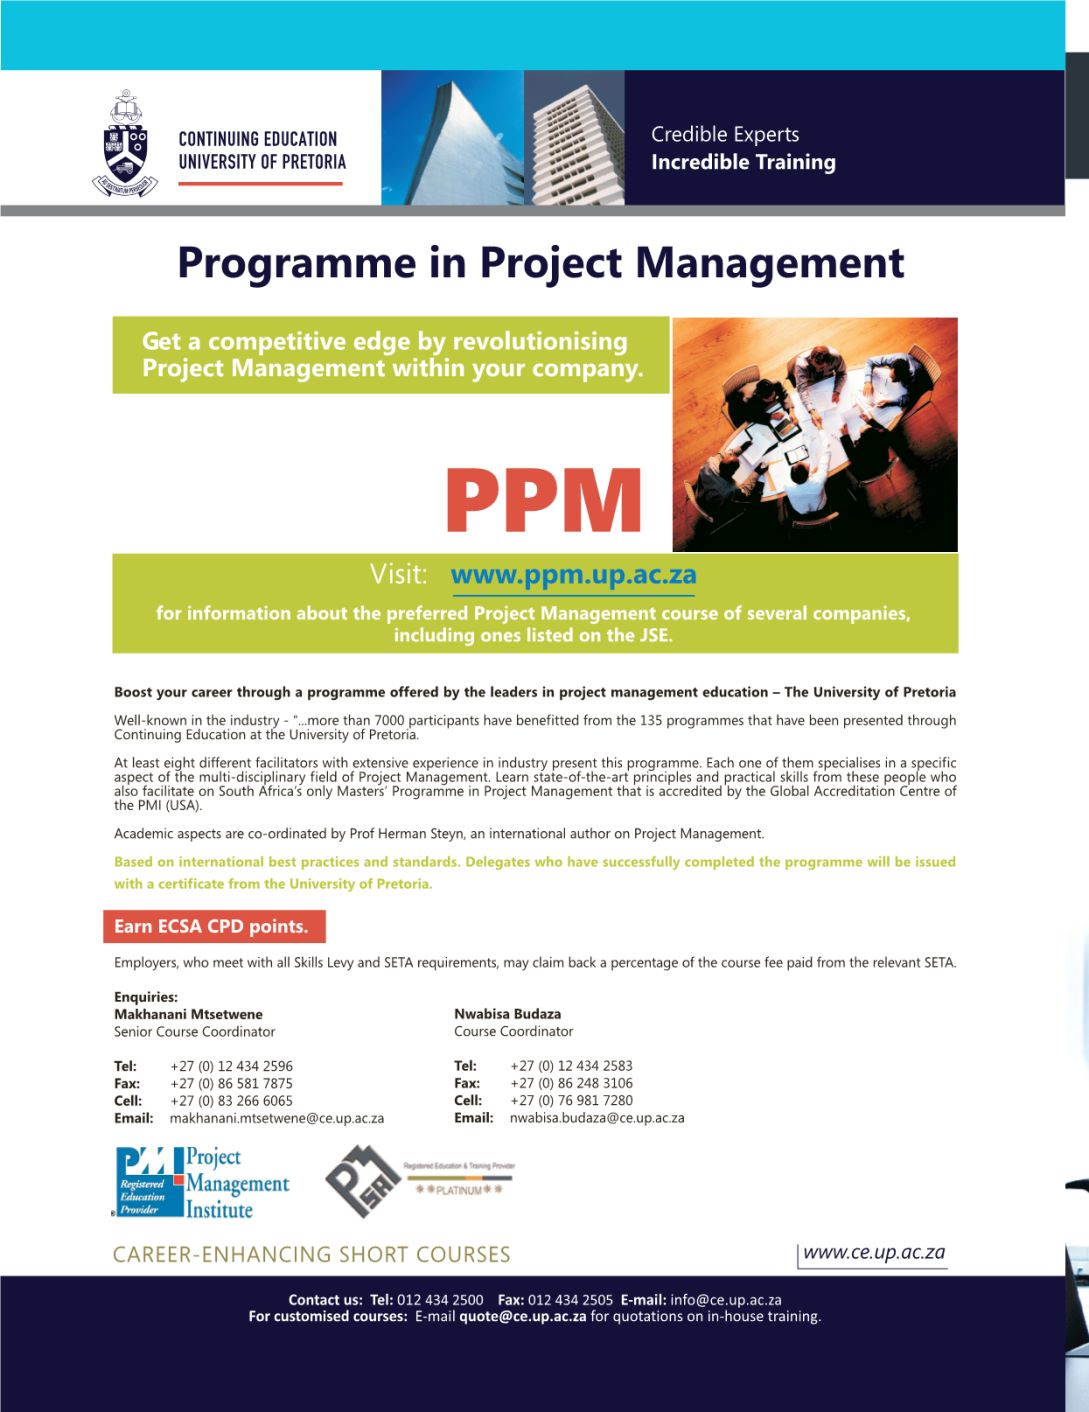 CONTINUING EDUCATION
UNIVERSITY OF PRETORIA
Credible Experts
Incredible Training
Programme in Project Management
Get a competitive edge by revolutionising
Project Management within your company.
PPM
Visit: www.ppm.up.ac.za
for information about the preferred Project Management course of several companies,
including ones listed on the JSE.
Boost your career through a programme offered by the leaders in project management education – The University of Pretoria
Well-known in the industry - "...more than 7000 participants have benefitted from the 135 programmes that have been presented through
Continuing Education at the University of Pretoria.
At least eight different facilitators with extensive experience in industry present this programme. Each one of them specialises in a specific
aspect of the multi-disciplinary field of Project Management. Learn state-of-the-art principles and practical skills from these people who
also facilitate on South Africa's only Masters' Programme in Project Management that is accredited by the Global Accreditation Centre of
the PMI (USA).
Academic aspects are co-ordinated by Prof Herman Steyn, an international author on Project Management.
Based on international best practices and standards. Delegates who have successfully completed the programme will be issued
with a certificate from the University of Pretoria.
Earn ECSA CPD points.
Employers, who meet with all Skills Levy and SETA requirements, may claim back a percentage of the course fee paid from the relevant SETA.
Enquiries:
Makhanani Mtsetwene
Senior Course Coordinator
Tel: +27 (0) 12 434 2596
Fax: +27 (0) 86 581 7875
Cell: +27 (0) 83 266 6065
Email: makhanani.mtsetwene@ce.up.ac.za
Nwabisa Budaza
Course Coordinator
Tel: +27 (0) 12 434 2583
Fax: +27 (0) 86 248 3106
Cell: +27 (0) 76 981 7280
Email: nwabisa.budaza@ce.up.ac.za
PMI
Registered
Education
Provider
®
Project
Management
Institute
PMSA
Registered Education & Training Provider
PLATINUM
CAREER-ENHANCING SHORT COURSES
www.ce.up.ac.za
Contact us: Tel: 012 434 2500 Fax: 012 434 2505 E-mail: info@ce.up.ac.za
For customised courses: E-mail quote@ce.up.ac.za for quotations on in-house training.